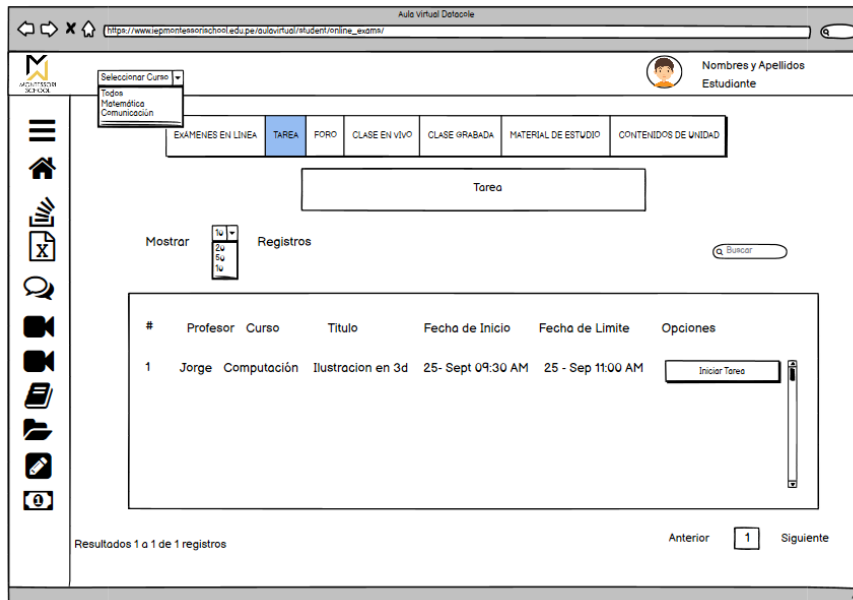 Aula Virtual Datacole
https://www.iepmontessorischool.edu.pe/aulavirtual/student/online_exams/
MONTESSORI
SCHOOL
Seleccionar Curso
Todos
Matemática
Comunicación
Nombres y Apellidos
Estudiante
EXÁMENES EN LINEA TAREA FORO CLASE EN VIVO CLASE GRABADA MATERIAL DE ESTUDIO CONTENIDOS DE UNIDAD
Tarea
Mostrar 10 Registros
20
50
10
Buscar
# Profesor Curso Titulo Fecha de Inicio Fecha de Limite Opciones
1 Jorge Computación Ilustracion en 3d 25- Sept 09:30 AM 25 - Sep 11:00 AM Iniciar Tarea
Resultados 1 a 1 de 1 registros
Anterior 1 Siguiente